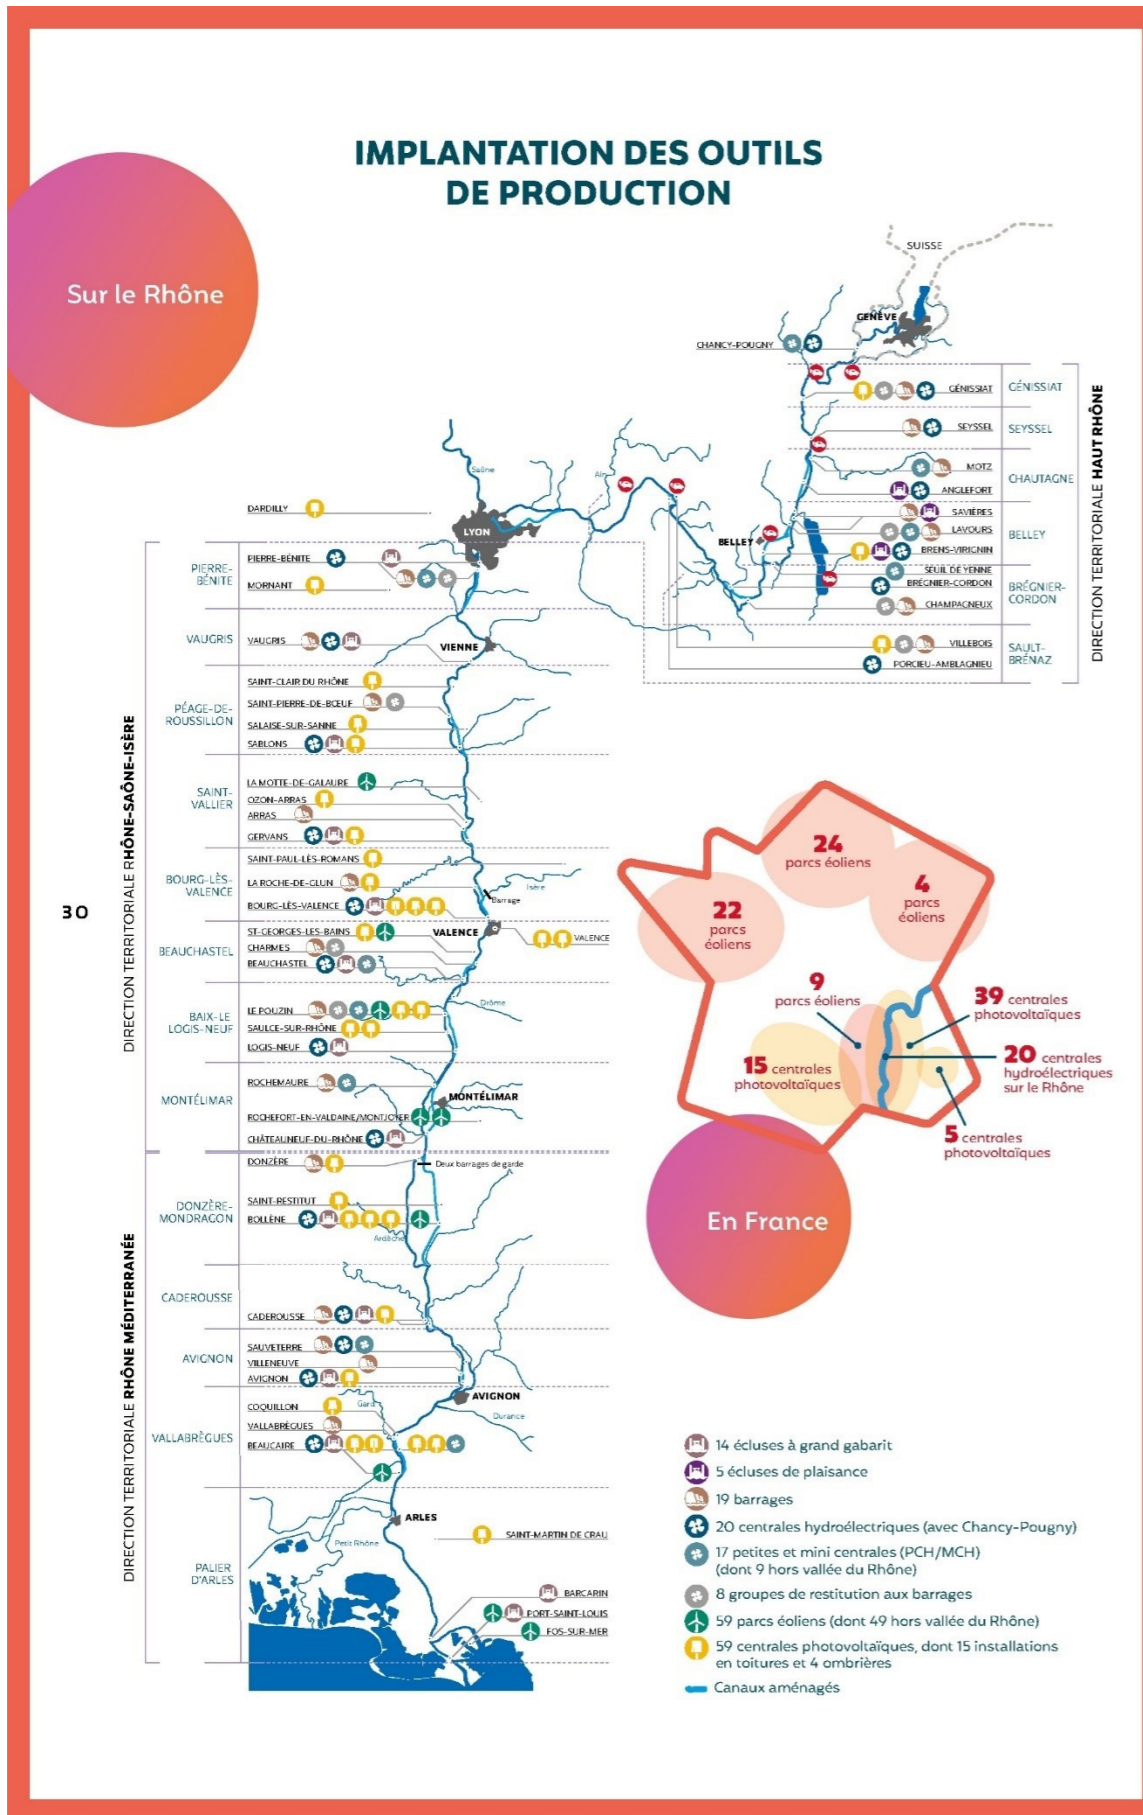 IMPLANTATION DES OUTILS
DE PRODUCTION
Sur le Rhône
SUISSE
GENÈVE
CHANCY-POUGNY
GÉNISSIAT
GÉNISSIAT
SEYSSEL
SEYSSEL
MOTZ
CHAUTAGNE
ANGLEFORT
SAVIÈRES
LAVOURS
BELLEY
BELLEY
BRENS-VIRIGNIN
SEUIL DE YENNE
BRÉGNIER-CORDON
BRÉGNIER-
CORDON
CHAMPAGNEUX
VILLEBOIS
SAULT-
BRÉNAZ
PORCIEU-AMBLAGNIEU
DIRECTION TERRITORIALE HAUT RHÔNE
Saône
Ain
DARDILLY
LYON
DIRECTION TERRITORIALE RHÔNE-SAÔNE-ISÈRE
PIERRE-
BÉNITE
PIERRE-BÉNITE
MORNANT
VAUGRIS
VAUGRIS
VIENNE
PÉAGE-DE-
ROUSSILLON
SAINT-CLAIR DU RHÔNE
SAINT-PIERRE-DE-BŒUF
SALAISE-SUR-SANNE
SABLONS
SAINT-
VALLIER
LA MOTTE-DE-GALAURE
OZON-ARRAS
ARRAS
GERVANS
BOURG-LÈS-
VALENCE
SAINT-PAUL-LÈS-ROMANS
LA ROCHE-DE-GLUN
BOURG-LÈS-VALENCE
Isère
Barrage
30
BEAUCHASTEL
ST-GEORGES-LES-BAINS
CHARMES
BEAUCHASTEL
VALENCE
VALENCE
BAIX-LE
LOGIS-NEUF
LE POUZIN
SAULCE-SUR-RHÔNE
LOGIS-NEUF
Drôme
MONTÉLIMAR
ROCHEMAURE
MONTÉLIMAR
ROCHEFORT-EN-VALDAINE/MONTJOYER
CHÂTEAUNEUF-DU-RHÔNE
DIRECTION TERRITORIALE RHÔNE MÉDITERRANÉE
DONZÈRE-
MONDRAGON
DONZÈRE
Deux barrages de garde
SAINT-RESTITUT
BOLLÈNE
Ardèche
CADEROUSSE
CADEROUSSE
AVIGNON
SAUVETERRE
VILLENEUVE
AVIGNON
AVIGNON
VALLABRÈGUES
COQUILLON
Gard
VALLABRÈGUES
BEAUCAIRE
Durance
PALIER
D'ARLES
ARLES
Petit Rhône
SAINT-MARTIN DE CRAU
BARCARIN
PORT-SAINT-LOUIS
FOS-SUR-MER
24
parcs éoliens
4
parcs
éoliens
22
parcs
éoliens
9
parcs éoliens
39 centrales
photovoltaïques
15 centrales
photovoltaïques
20 centrales
hydroélectriques
sur le Rhône
5 centrales
photovoltaïques
En France
14 écluses à grand gabarit
5 écluses de plaisance
19 barrages
20 centrales hydroélectriques (avec Chancy-Pougny)
17 petites et mini centrales (PCH/MCH)
(dont 9 hors vallée du Rhône)
8 groupes de restitution aux barrages
59 parcs éoliens (dont 49 hors vallée du Rhône)
59 centrales photovoltaïques, dont 15 installations
en toitures et 4 ombrières
Canaux aménagés